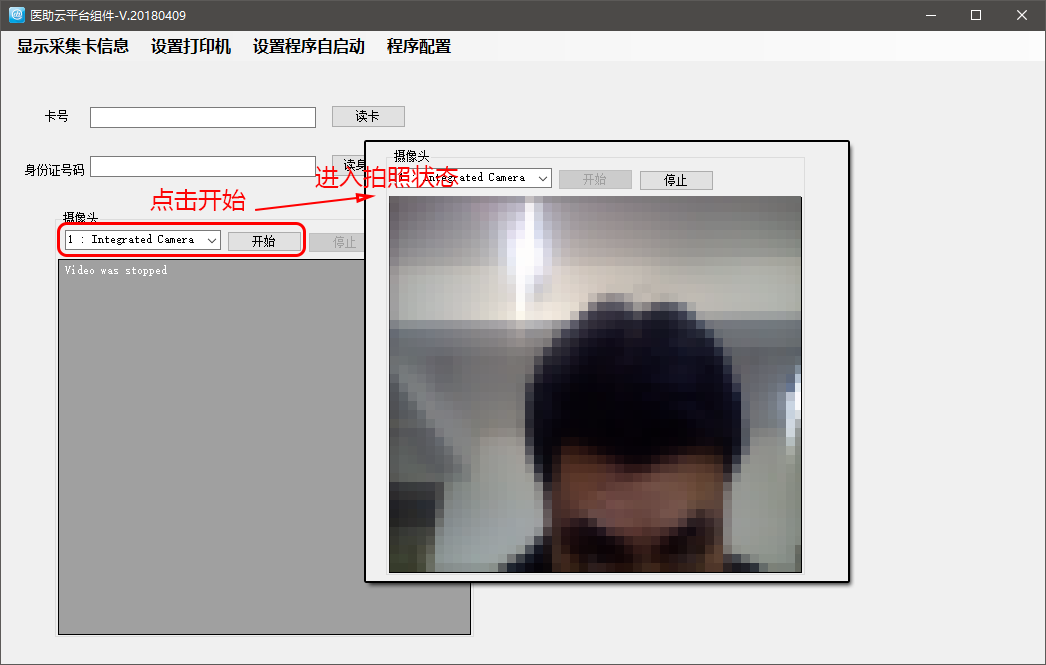 医助云平台组件-V.20180409
显示采集卡信息 设置打印机 设置程序自启动 程序配置
卡号 读卡
身份证号码 读身
点击开始
摄像头
1 : Integrated Camera 开始 停止
Video was stopped
进入拍照状态
摄像头
Integrated Camera 开始 停止